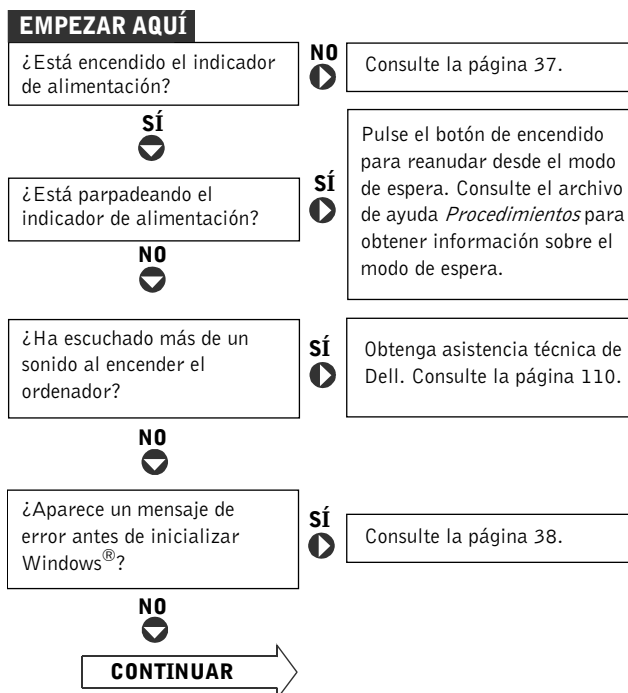 EMPEZAR AQUÍ
¿Está encendido el indicador
de alimentación?
NO
Consulte la página 37.
SÍ
¿Está parpadeando el
indicador de alimentación?
SÍ
Pulse el botón de encendido
para reanudar desde el modo
de espera. Consulte el archivo
de ayuda Procedimientos para
obtener información sobre el
modo de espera.
NO
¿Ha escuchado más de un
sonido al encender el
ordenador?
SÍ
Obtenga asistencia técnica de
Dell. Consulte la página 110.
NO
¿Aparece un mensaje de
error antes de inicializar
Windows®?
SÍ
Consulte la página 38.
NO
CONTINUAR